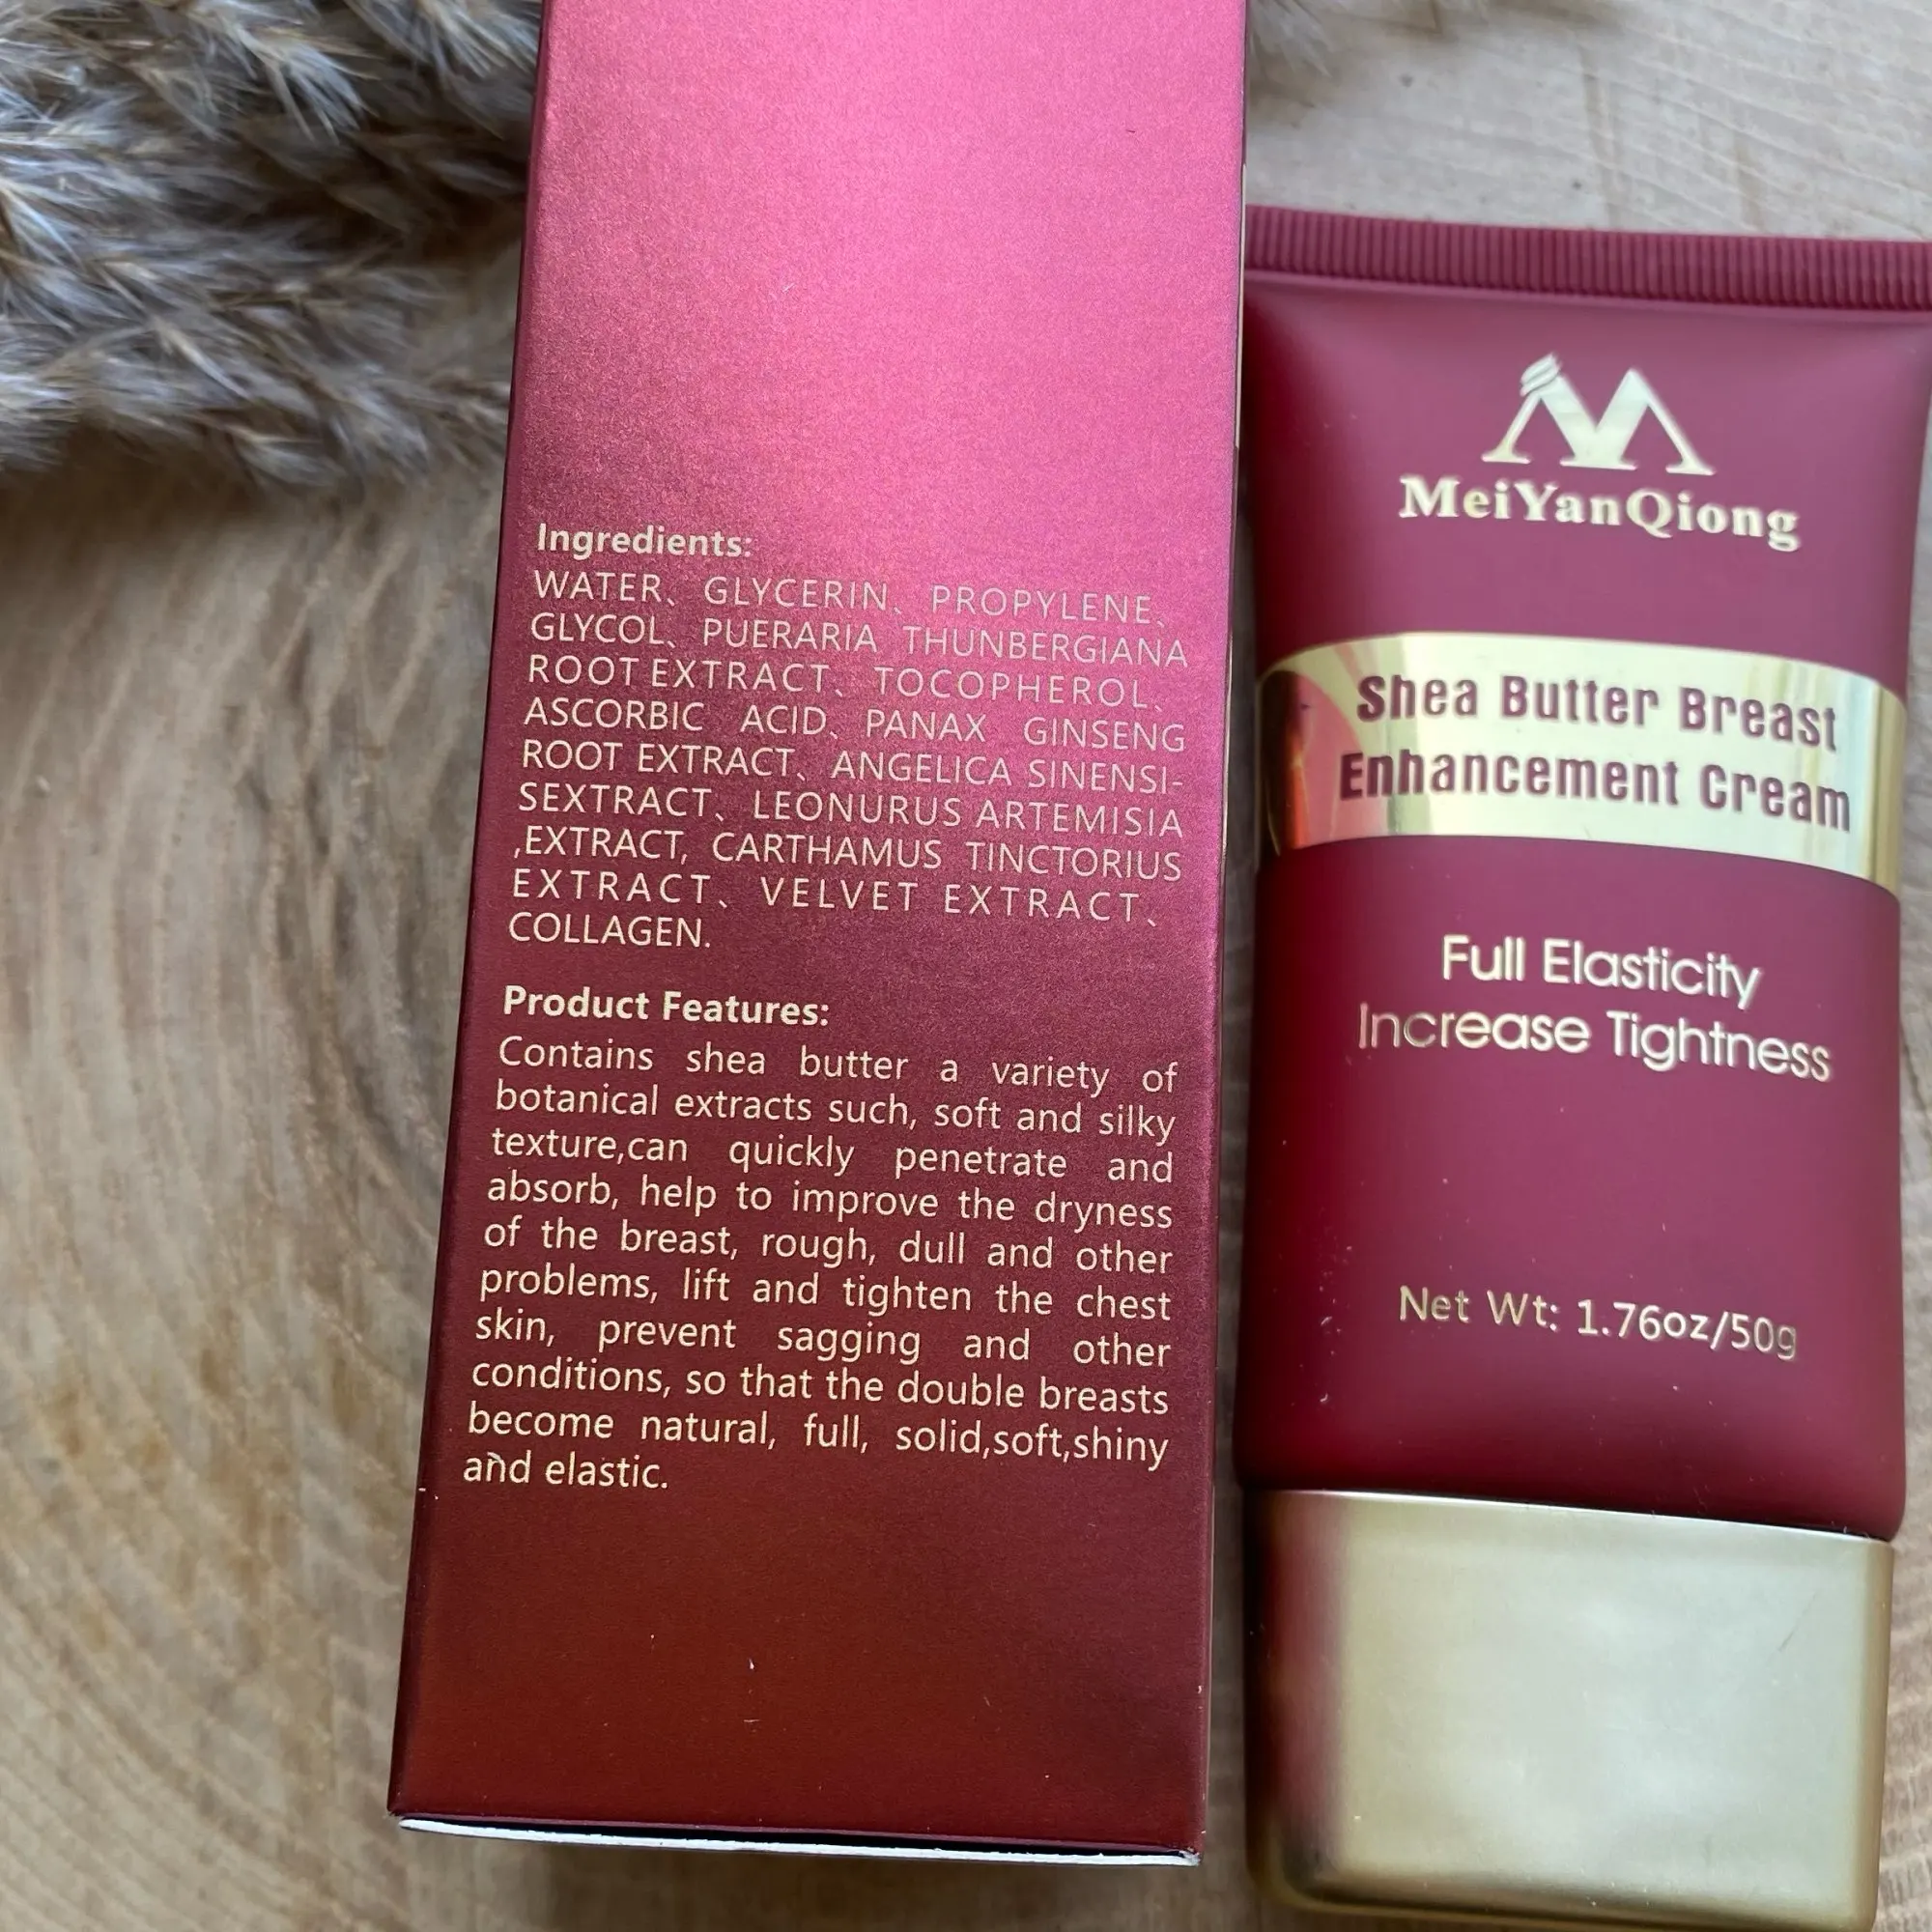 Ingredients:
WATER、GLYCERIN、PROPYLENE、
GLYCOL、PUERARIA THUNBERGIANA
ROOT EXTRACT、TOCOPHEROL、
ASCORBIC ACID、PANAX GINSENG
ROOT EXTRACT、ANGELICA SINENSI-
SEXTRACT、LEONURUS ARTEMISIA
,EXTRACT, CARTHAMUS TINCTORIUS
EXTRACT、VELVET EXTRACT、
COLLAGEN.
Product Features:
Contains shea butter a variety of
botanical extracts such, soft and silky
texture,can quickly penetrate and
absorb, help to improve the dryness
of the breast, rough, dull and other
problems, lift and tighten the chest
skin, prevent sagging and other
conditions, so that the double breasts
become natural, full, solid,soft,shiny
and elastic.
MeiYanQiong
Shea Butter Breast
Enhancement Cream
Full Elasticity
Increase Tightness
Net Wt: 1.76oz/50g